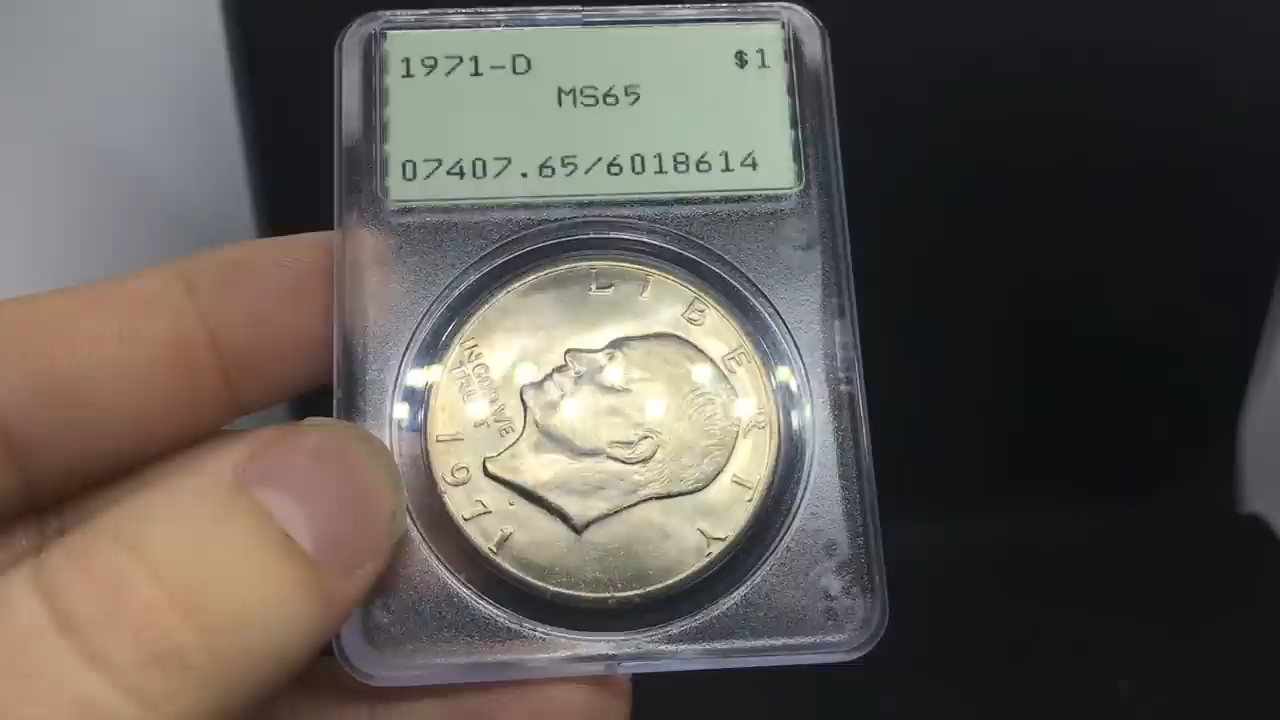 1971-D $1
MS65
07407.65/6018614
LIBERTY
IN GOD WE
TRUST
1971